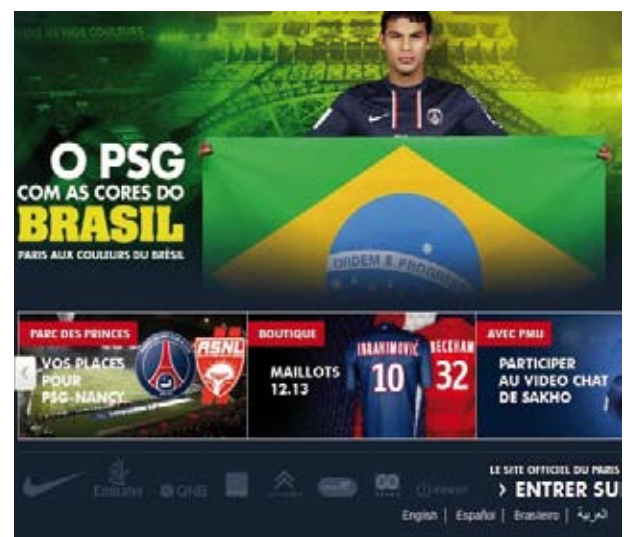 O PSG
COM AS CORES DO
BRASIL
PARIS AUX COULEURS DU BRÉSIL
ORDEM E PROGRES
PARC DES PRINCES
VOS PLACES
POUR
PSG-NANCY
ASNL
BOUTIQUE
MAILLOTS
12.13
IBRAHIMOVIĆ
10
BECKHAM
32
AVEC PMU
PARTICIPER
AU VIDEO CHAT
DE SAKHO
Emirates
QNB
LE SITE OFFICIEL DU PARIS
> ENTRER SU
English | Español | Brasileiro | العربية